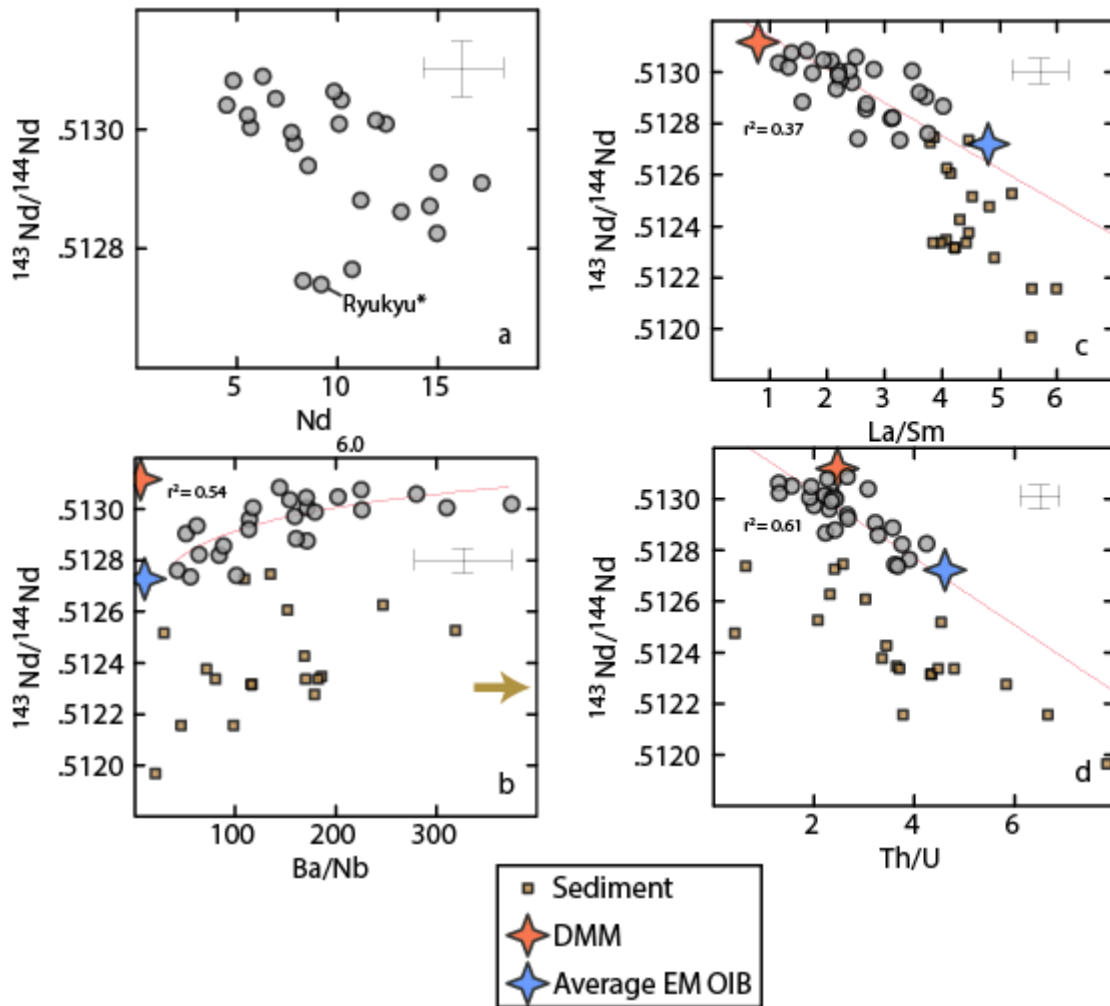 .5130
.5128
143Nd/144Nd
Ryukyu*
a
5 10 15
Nd
.5130
.5128
.5126
.5124
.5122
.5120
143Nd/144Nd
r² = 0.37
c
1 2 3 4 5 6
La/Sm
6.0
r² = 0.54
.5130
.5128
.5126
.5124
.5122
.5120
143Nd/144Nd
b
100 200 300
Ba/Nb
.5130
.5128
.5126
.5124
.5122
.5120
143Nd/144Nd
r² = 0.61
d
2 4 6
Th/U
Sediment
DMM
Average EM OIB